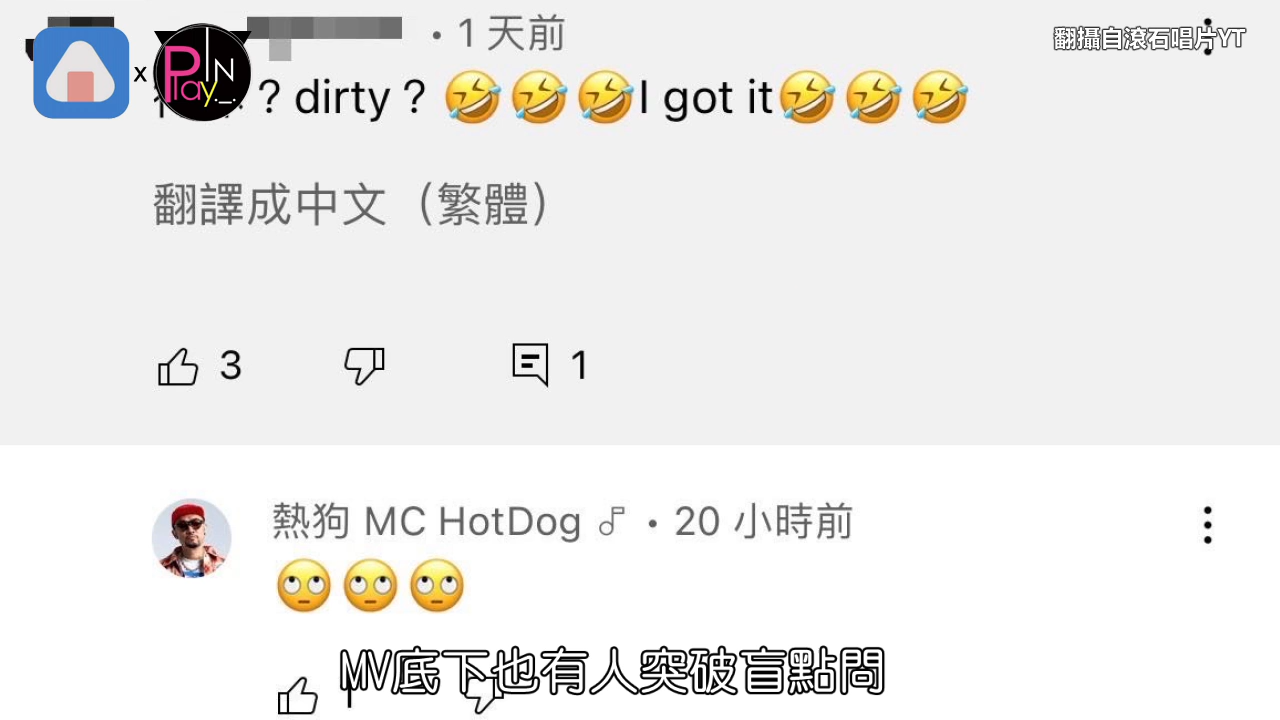 • 1 天前
翻攝自滾石唱片YT
x
PlayIN
? dirty ? 🤣🤣🤣I got it🤣🤣🤣
翻譯成中文（繁體）
3
1
熱狗 MC HotDog ♫ • 20 小時前
🙄🙄🙄
MV底下也有人突破盲點問